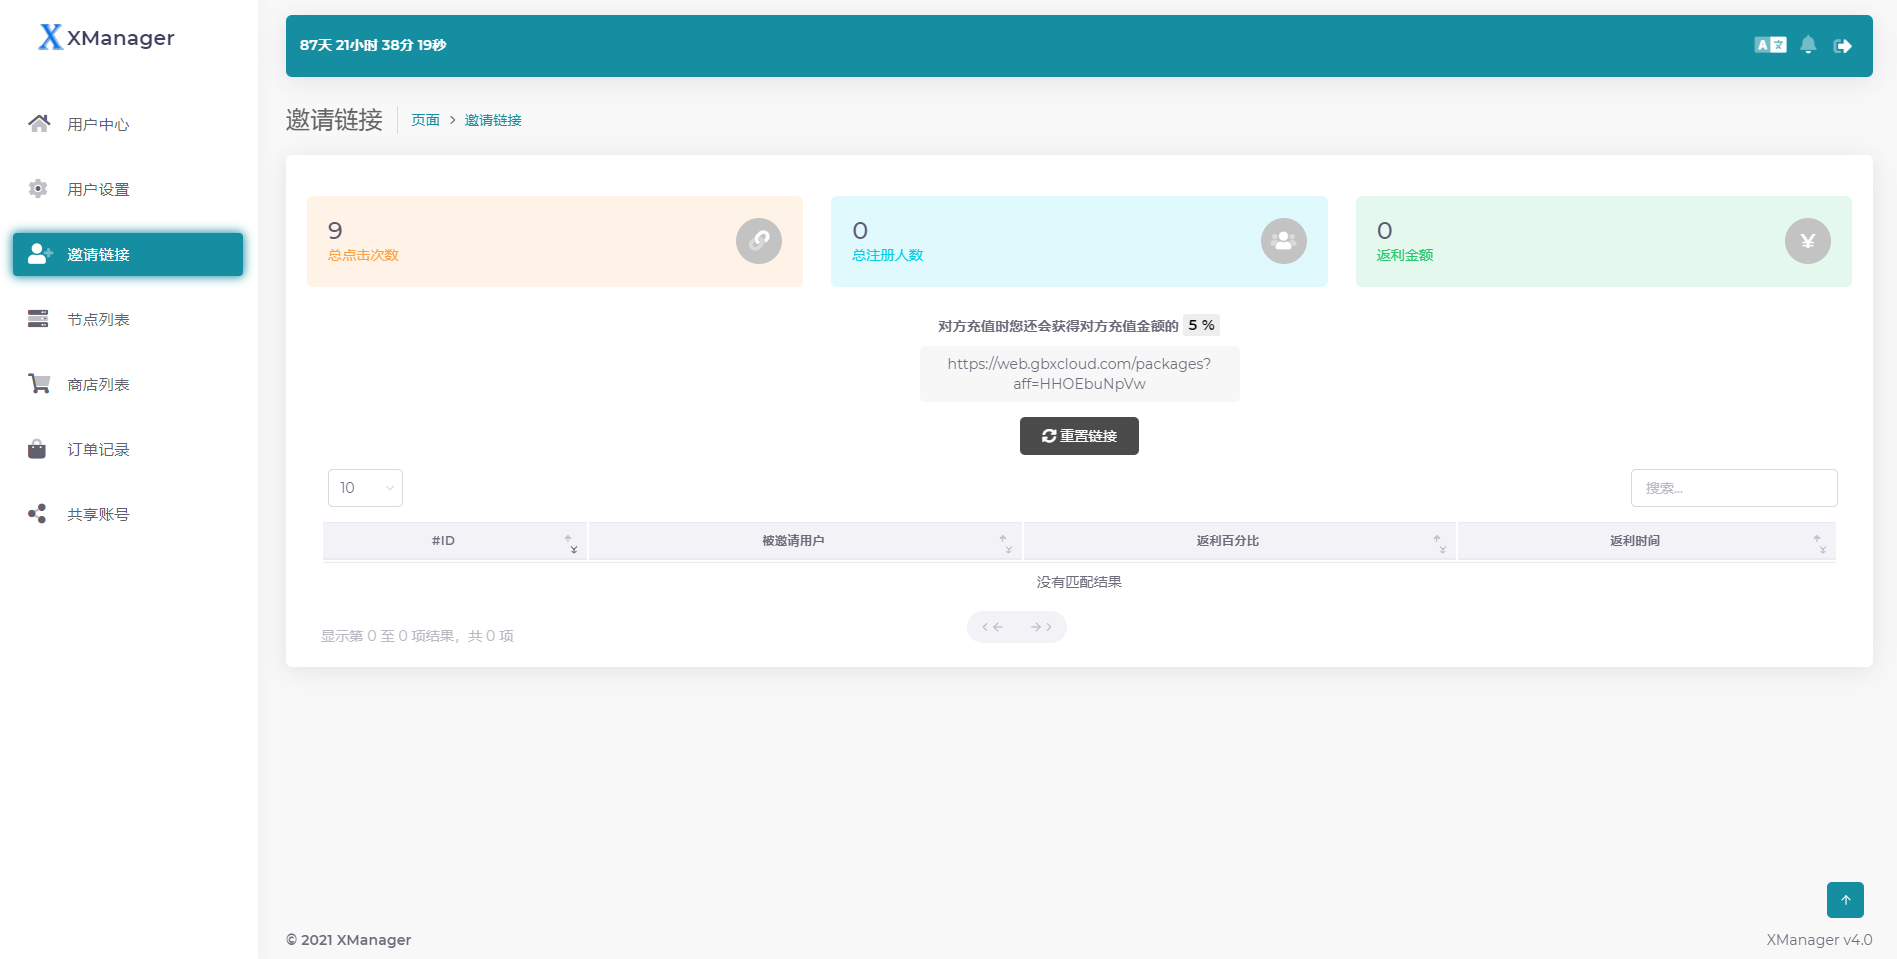 XManager
87天 21小时 38分 19秒
用户中心
用户设置
邀请链接
节点列表
商店列表
订单记录
共享账号
邀请链接
页面 > 邀请链接
9
总点击次数
0
总注册人数
0
返利金额
¥
对方充值时您还会获得对方充值金额的 5 %
https://web.gbxcloud.com/packages?
aff=HHOEbuNpVw
重置链接
10
搜索...
#ID 被邀请用户 返利百分比 返利时间
没有匹配结果
显示第 0 至 0 项结果，共 0 项
© 2021 XManager
XManager v4.0